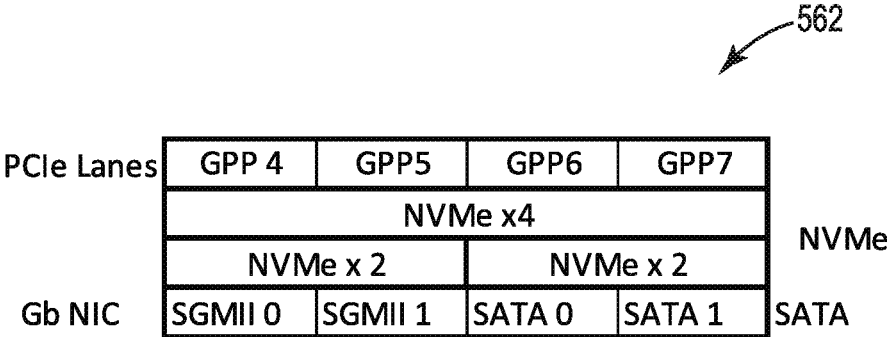 562
PCIe Lanes GPP 4 GPP5 GPP6 GPP7
NVMe x4
NVMe
NVMe x 2 NVMe x 2
Gb NIC SGMII 0 SGMII 1 SATA 0 SATA 1 SATA